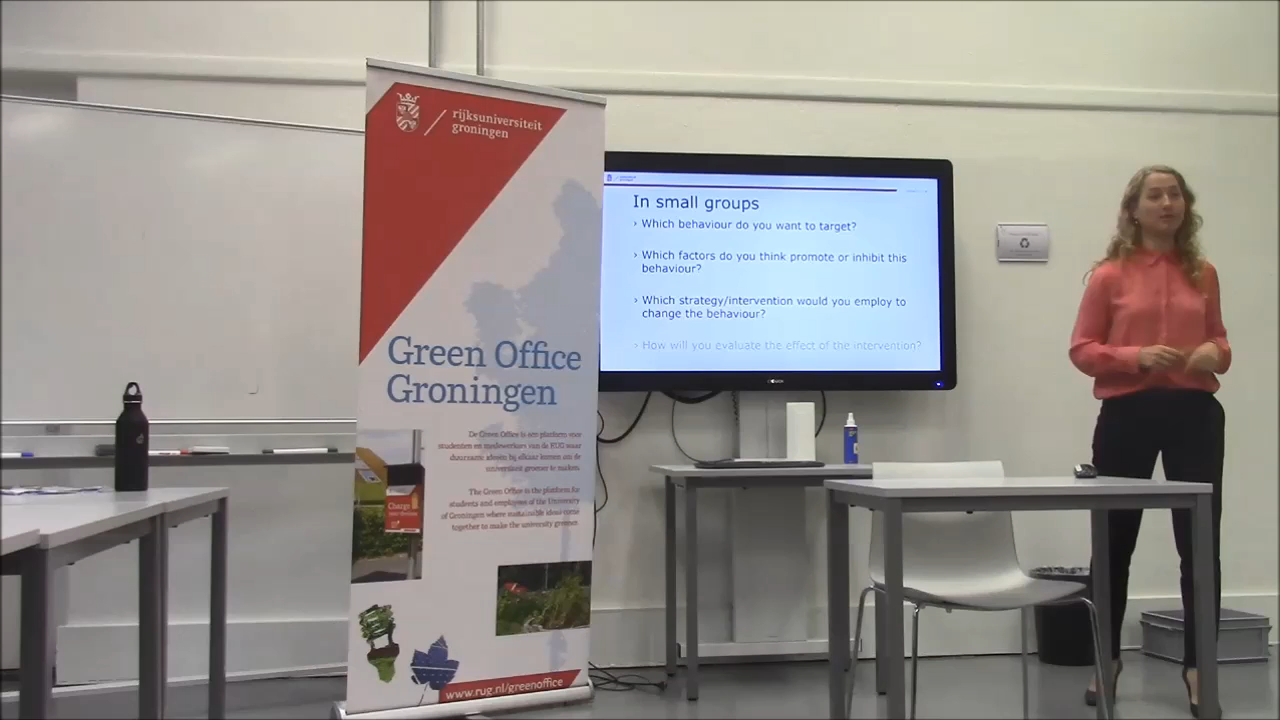 rijksuniversiteit
groningen
Green Office
Groningen
De Green Office is een platform voor
studenten en medewerkers van de RUG waar
duurzame ideeën bij elkaar komen om de
universiteit groener te maken.
The Green Office is the platform for
students and employees of the University
of Groningen where sustainable ideas come
together to make the university greener.
Charge
www.rug.nl/greenoffice
In small groups
› Which behaviour do you want to target?
› Which factors do you think promote or inhibit this
behaviour?
› Which strategy/intervention would you employ to
change the behaviour?
› How will you evaluate the effect of the intervention?